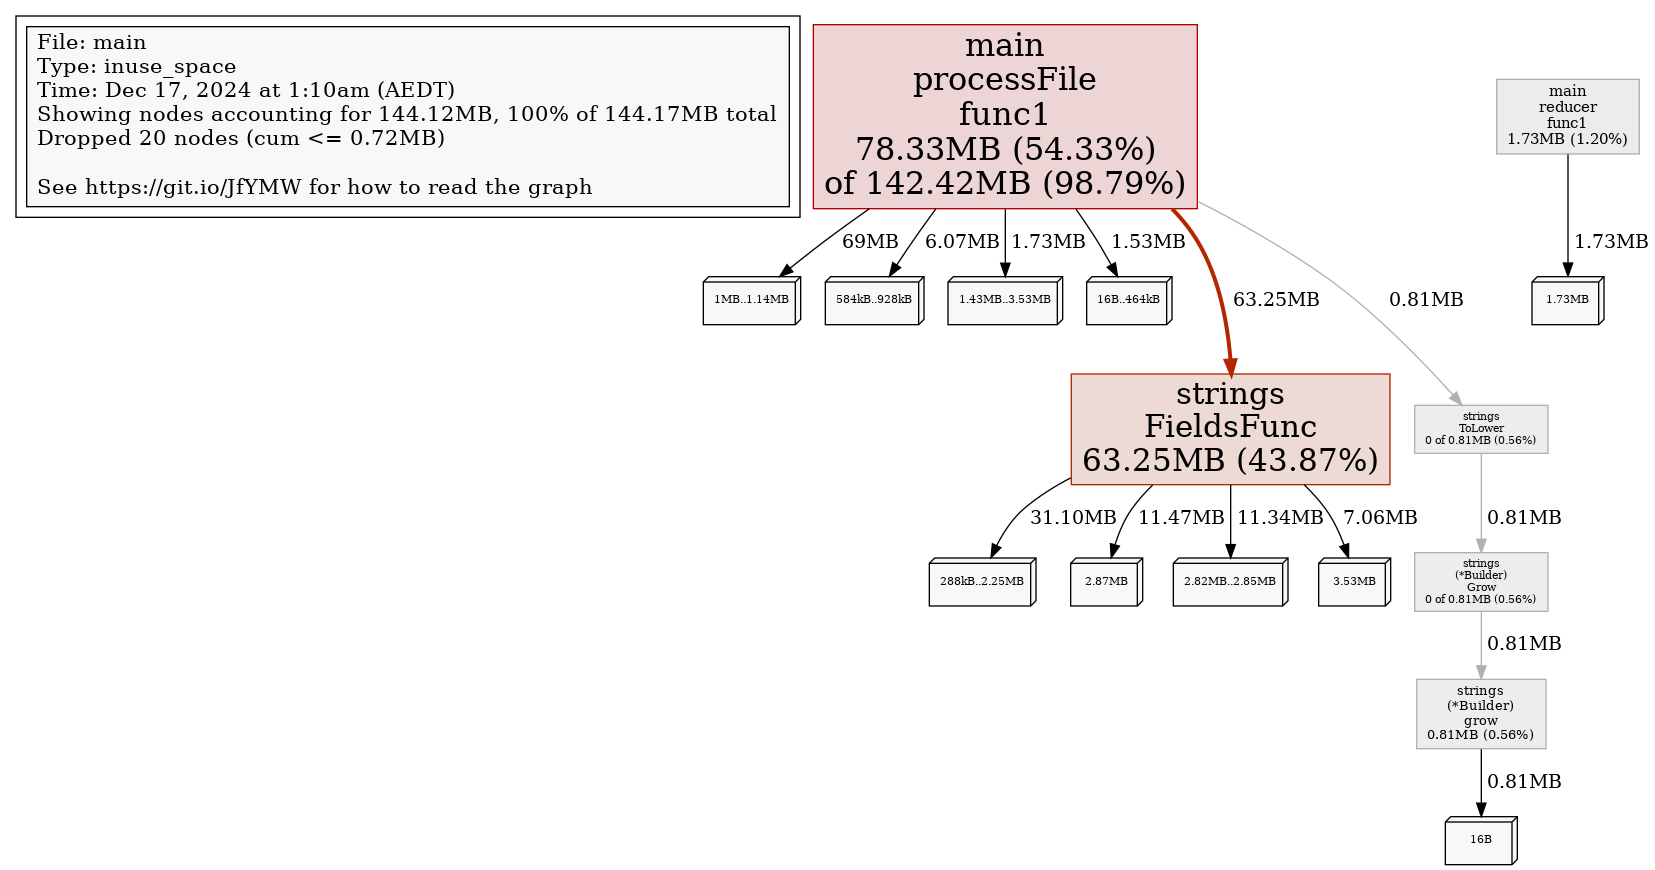 File: main
Type: inuse_space
Time: Dec 17, 2024 at 1:10am (AEDT)
Showing nodes accounting for 144.12MB, 100% of 144.17MB total
Dropped 20 nodes (cum <= 0.72MB)
See https://git.io/JfYMW for how to read the graph
main
processFile
func1
78.33MB (54.33%)
of 142.42MB (98.79%)
main
reducer
func1
1.73MB (1.20%)
69MB
6.07MB
1.73MB
1.53MB
63.25MB
0.81MB
1.73MB
1MB..1.14MB
584kB..928kB
1.43MB..3.53MB
16B..464kB
1.73MB
strings
FieldsFunc
63.25MB (43.87%)
strings
ToLower
0 of 0.81MB (0.56%)
31.10MB
11.47MB
11.34MB
7.06MB
0.81MB
288kB..2.25MB
2.87MB
2.82MB..2.85MB
3.53MB
strings
(*Builder)
Grow
0 of 0.81MB (0.56%)
0.81MB
strings
(*Builder)
grow
0.81MB (0.56%)
0.81MB
16B